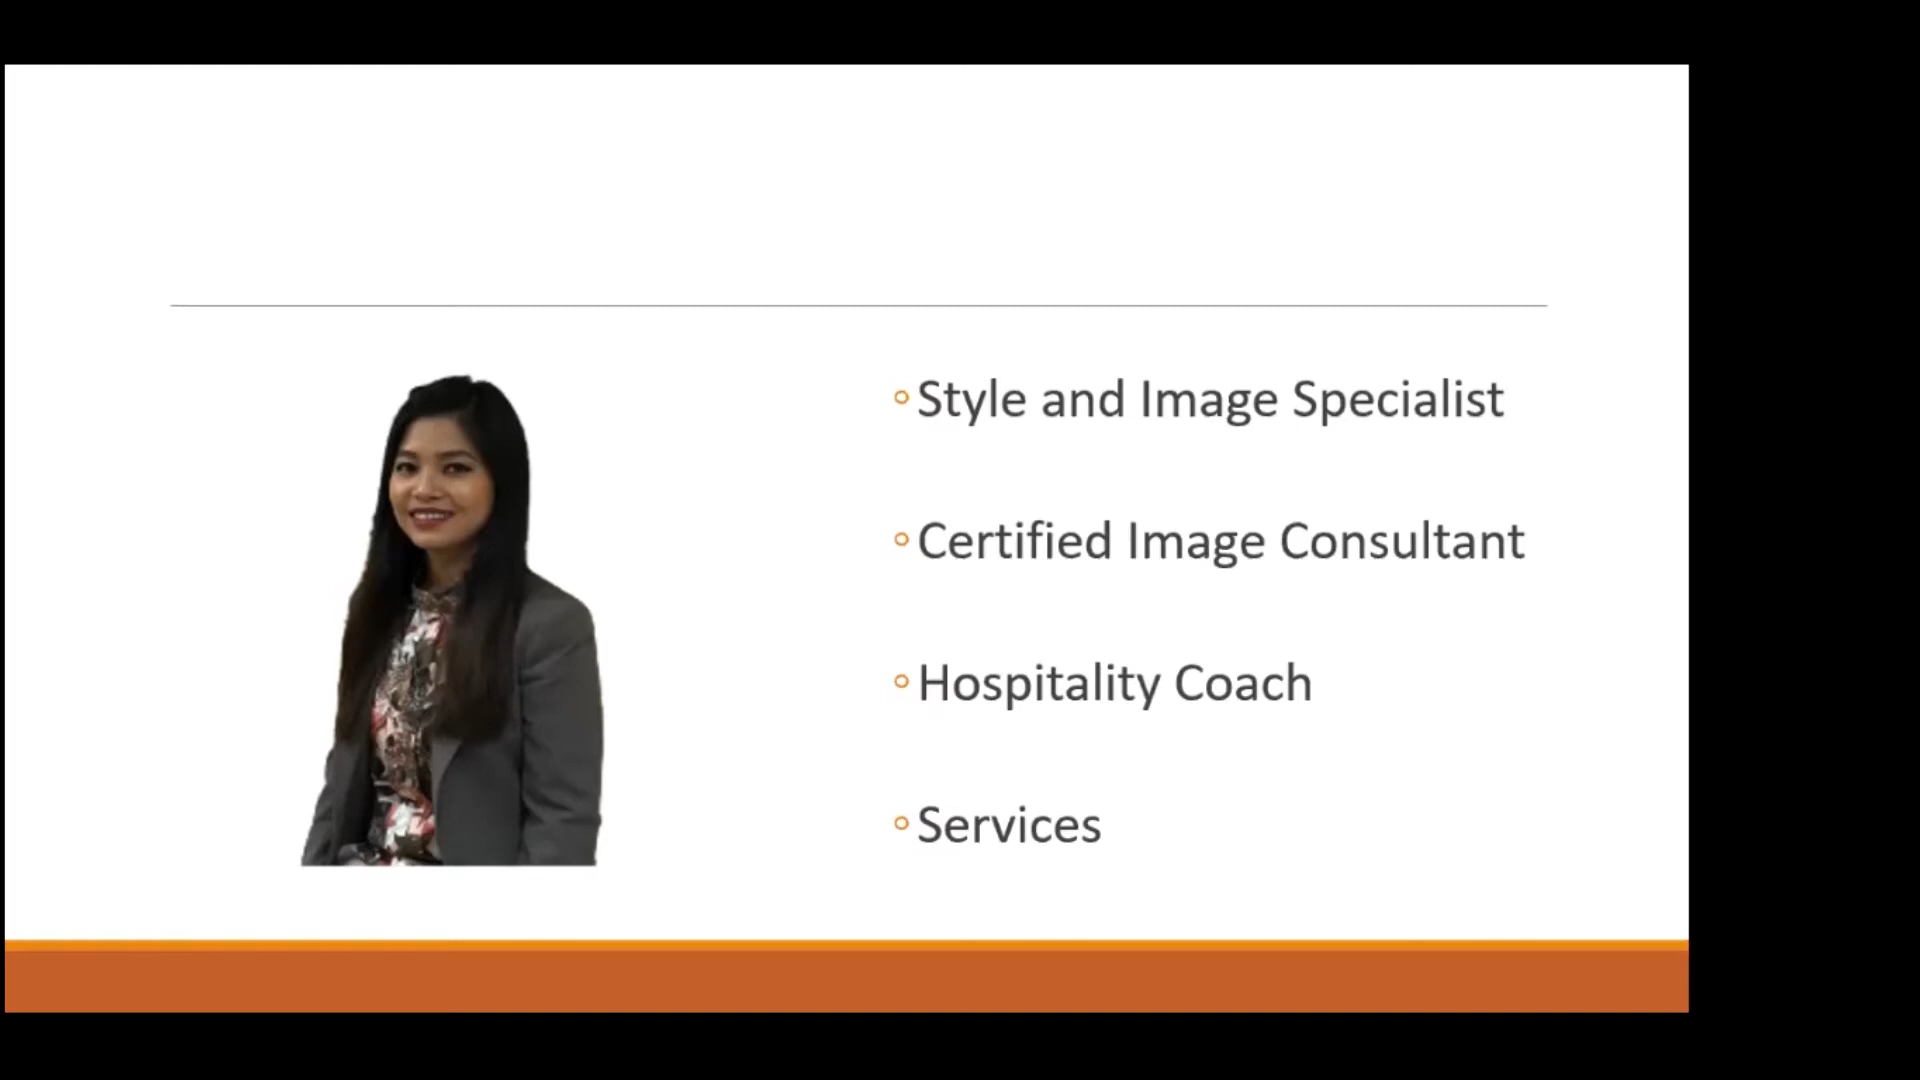 Style and Image Specialist
Certified Image Consultant
Hospitality Coach
Services